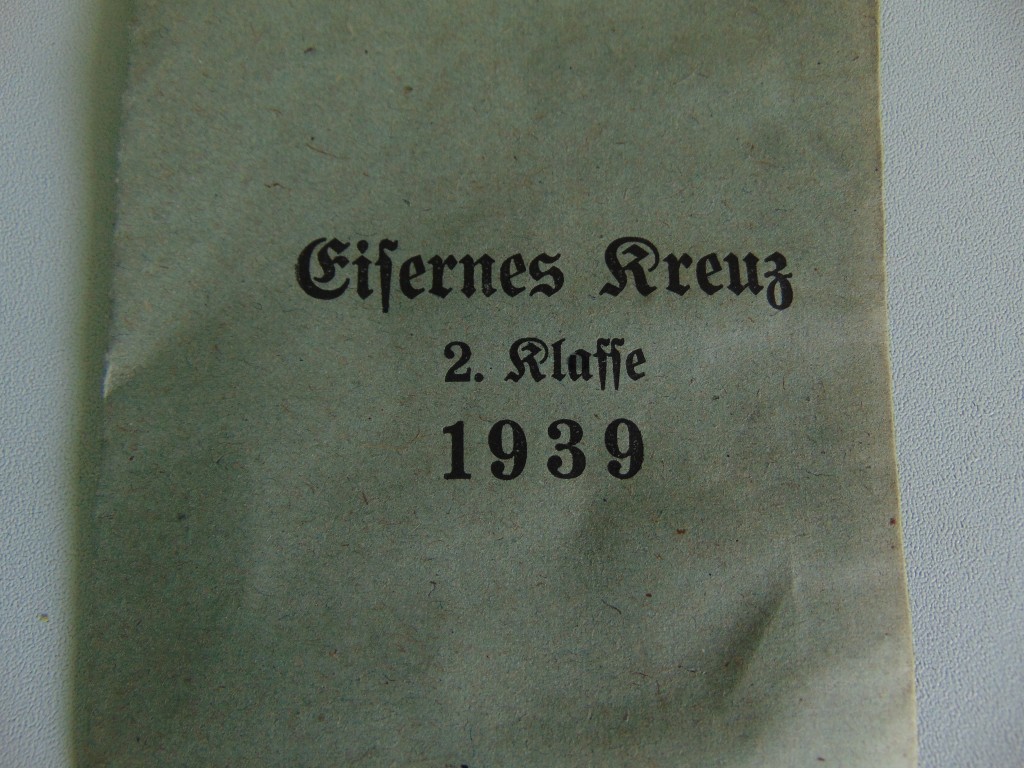 Eiſernes Kreuz
2. Klaſſe
1939